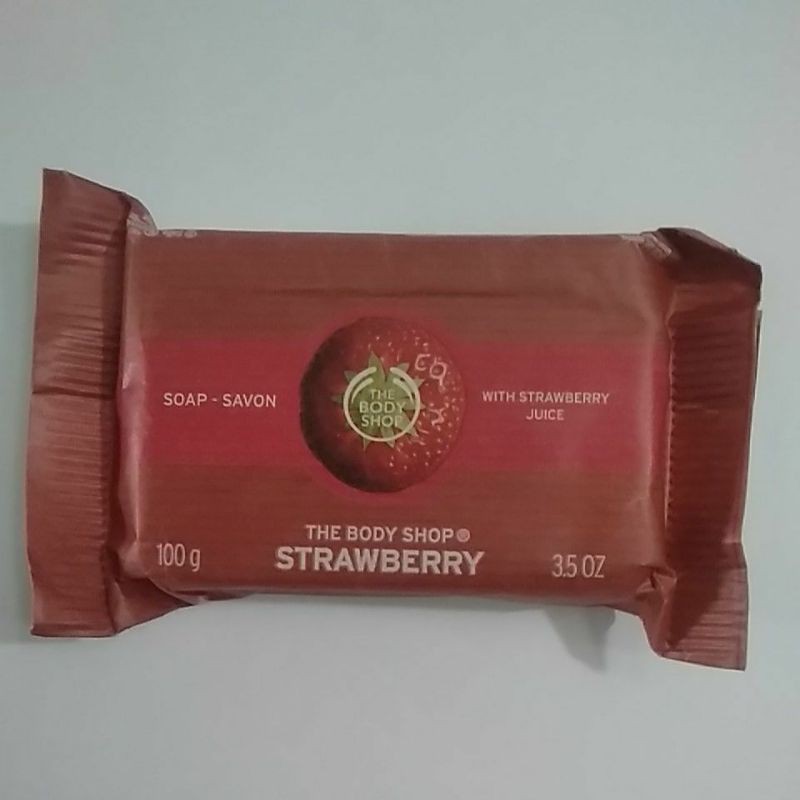 SOAP - SAVON
THE
BODY
SHOP
WITH STRAWBERRY
JUICE
THE BODY SHOP®
STRAWBERRY
100 g
3.5 OZ